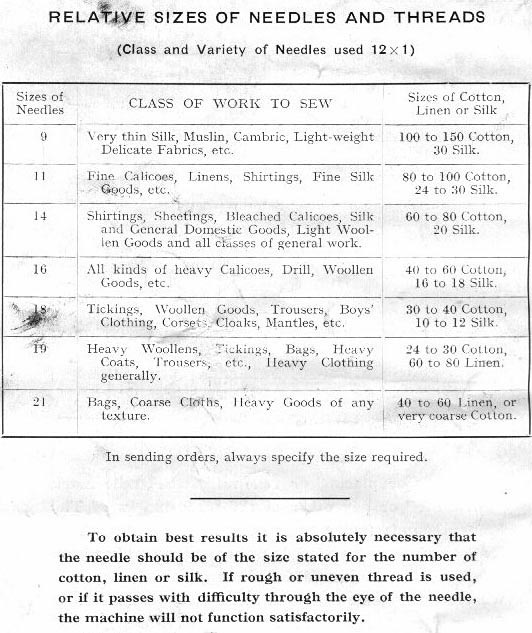 RELATIVE SIZES OF NEEDLES AND THREADS
(Class and Variety of Needles used 12×1)
Sizes of Needles
CLASS OF WORK TO SEW
Sizes of Cotton, Linen or Silk
9
Very thin Silk, Muslin, Cambric, Light-weight
Delicate Fabrics, etc.
100 to 150 Cotton,
30 Silk.
11
Fine Calicoes, Linens, Shirtings, Fine Silk
Goods, etc.
80 to 100 Cotton,
24 to 30 Silk.
14
Shirtings, Sheetings, Bleached Calicoes, Silk
and General Domestic Goods, Light Wool-
len Goods and all classes of general work.
60 to 80 Cotton,
20 Silk.
16
All kinds of heavy Calicoes, Drill, Woollen
Goods, etc.
40 to 60 Cotton,
16 to 18 Silk.
18
Tickings, Woollen Goods, Trousers, Boys'
Clothing, Corsets, Cloaks, Mantles, etc.
30 to 40 Cotton,
10 to 12 Silk.
19
Heavy Woollens, Tickings, Bags, Heavy
Coats, Trousers, etc., Heavy Clothing
generally.
24 to 30 Cotton,
60 to 80 Linen.
21
Bags, Coarse Cloths, Heavy Goods of any
texture.
40 to 60 Linen, or
very coarse Cotton.
In sending orders, always specify the size required.
To obtain best results it is absolutely necessary that
the needle should be of the size stated for the number of
cotton, linen or silk. If rough or uneven thread is used,
or if it passes with difficulty through the eye of the needle,
the machine will not function satisfactorily.